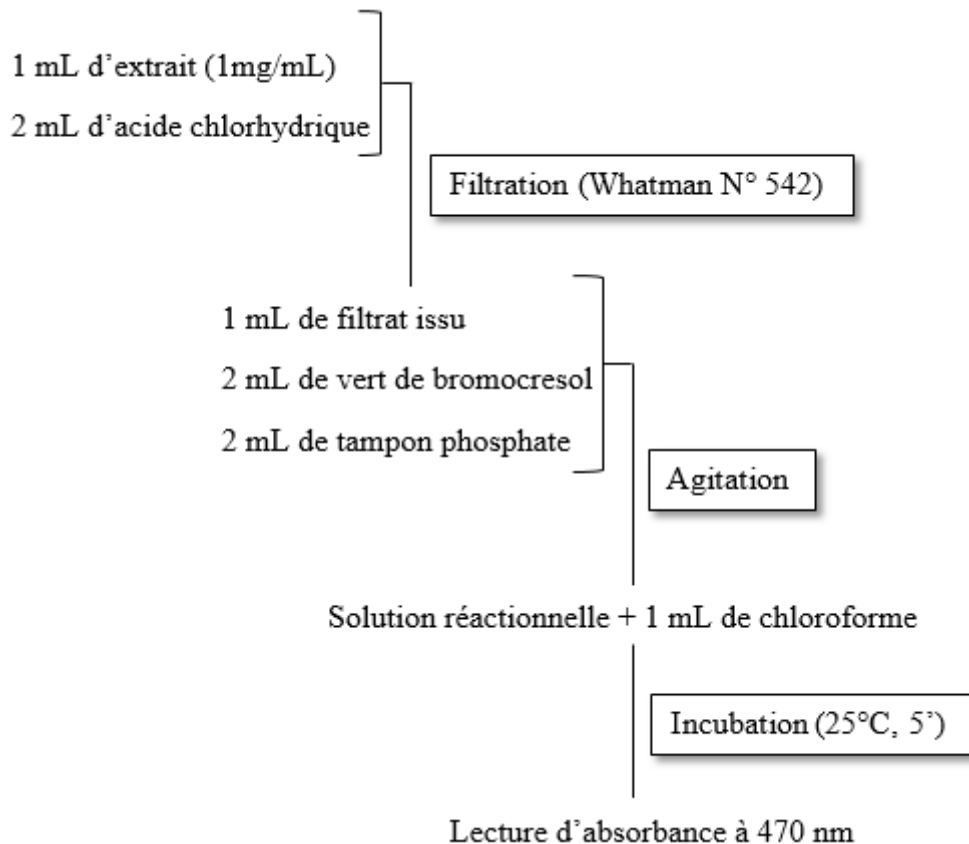 1 mL d’extrait (1mg/mL)
2 mL d’acide chlorhydrique
Filtration (Whatman N° 542)
1 mL de filtrat issu
2 mL de vert de bromocresol
2 mL de tampon phosphate
Agitation
Solution réactionnelle + 1 mL de chloroforme
Incubation (25°C, 5’)
Lecture d’absorbance à 470 nm